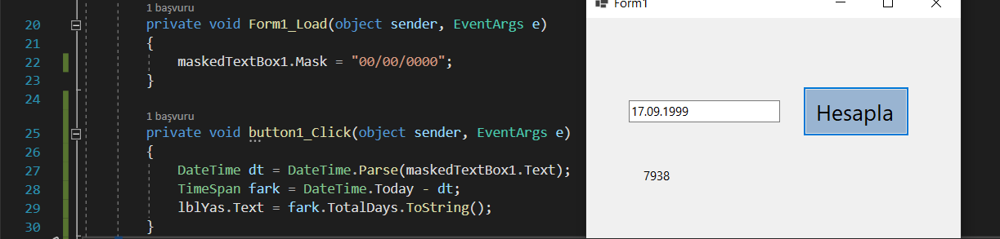 1 başvuru
20 private void Form1_Load(object sender, EventArgs e)
21 {
22 maskedTextBox1.Mask = "00/00/0000";
23 }
24
1 başvuru
25 private void button1_Click(object sender, EventArgs e)
26 {
27 DateTime dt = DateTime.Parse(maskedTextBox1.Text);
28 TimeSpan fark = DateTime.Today - dt;
29 lblYas.Text = fark.TotalDays.ToString();
30 }
Form1
17.09.1999
Hesapla
7938